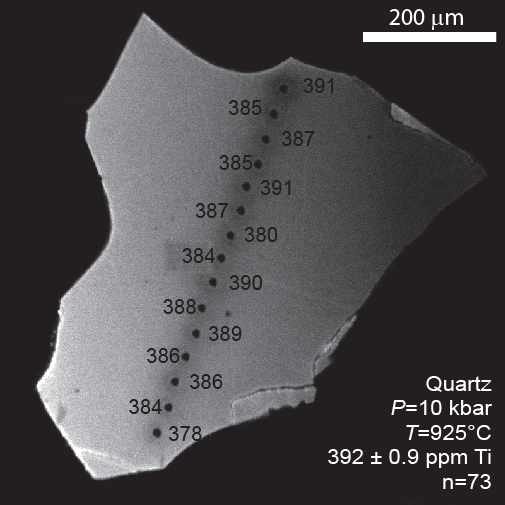 200 μm
391
385
387
385
391
387
380
384
390
388
389
386
386
384
378
Quartz
P=10 kbar
T=925°C
392 ± 0.9 ppm Ti
n=73